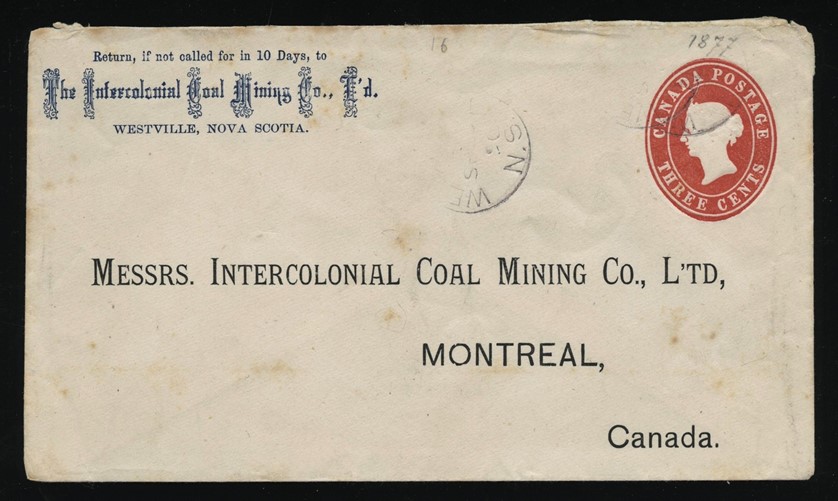 Return, if not called for in 10 Days, to
The Intercolonial Coal Mining Co., L'd.
WESTVILLE, NOVA SCOTIA.
16
1877
CANADA POSTAGE
THREE CENTS
N.S
WE
MESSRS. INTERCOLONIAL COAL MINING CO., L'TD,
MONTREAL,
Canada.